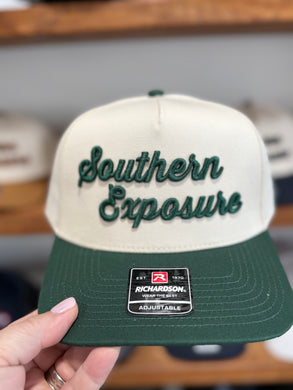 Southern
Exposure
EST R 1970
RICHARDSON
WEAR THE BEST
ADJUSTABLE